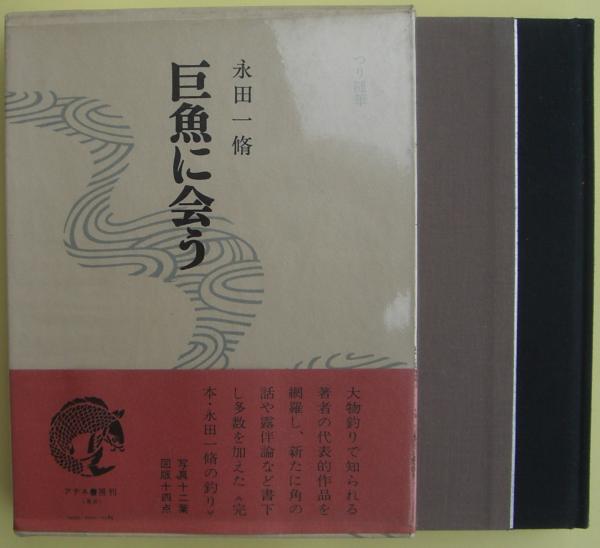 つり随筆
永田一脩
巨魚に会う
大物釣りで知られる
著者の代表的作品を
網羅し、新たに角の
話や露伴論など書下
し多数を加えた《完
本・永田一脩の釣り》
写真十二葉
図版十四点
アテネ書房刊